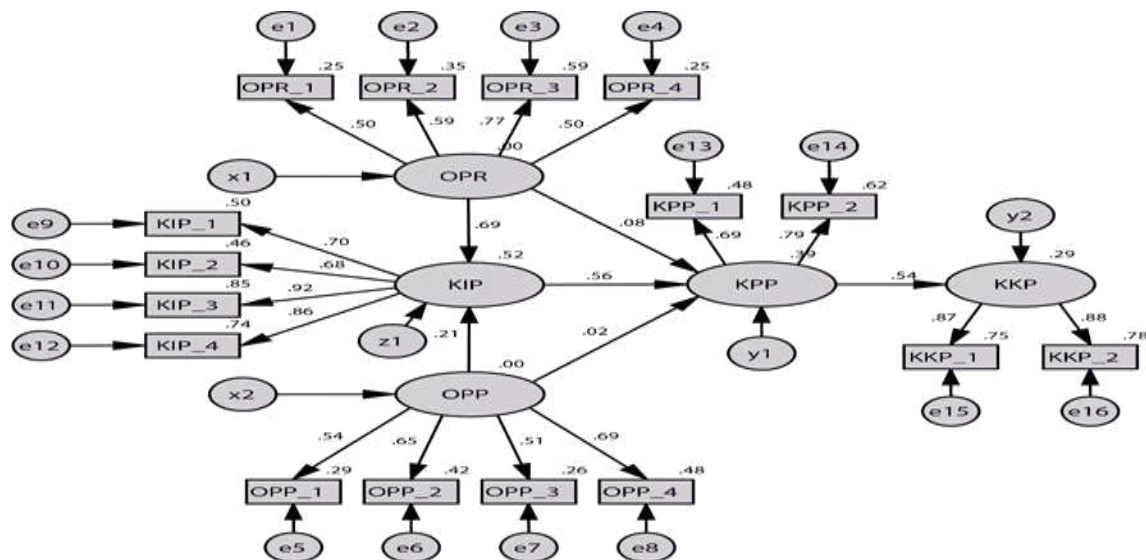 e1 e2 e3 e4
.25 .35 .59 .25
OPR_1 OPR_2 OPR_3 OPR_4
.50 .59 .77 .50
.00
x1 OPR
e13 e14
.48 .62
KPP_1 KPP_2
.69 .79
e9 KIP_1 .50
.70
e10 KIP_2 .46
.68
e11 KIP_3 .85
.92
e12 KIP_4 .74
.86
.69 .08
KIP .52
.56
KPP .39
.54
y2
KKP .29
z1 .21 .02 y1
.87 .88
KKP_1 .75 KKP_2 .78
e15 e16
x2 OPP .00
.54 .65 .51 .69
.29 .42 .26 .48
OPP_1 OPP_2 OPP_3 OPP_4
e5 e6 e7 e8